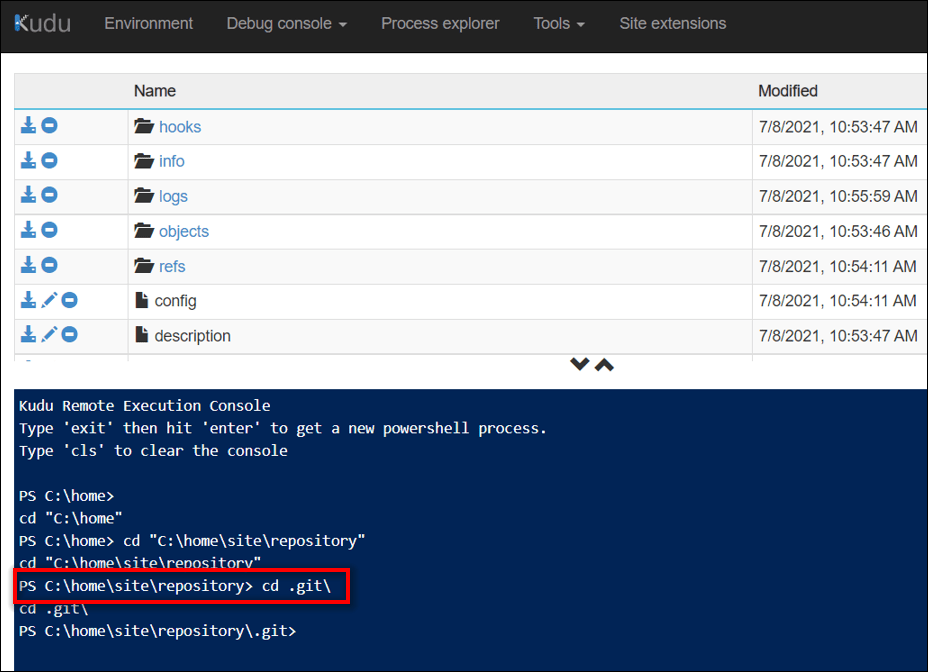 Kudu Environment Debug console Process explorer Tools Site extensions
Name Modified
hooks 7/8/2021, 10:53:47 AM
info 7/8/2021, 10:53:47 AM
logs 7/8/2021, 10:55:59 AM
objects 7/8/2021, 10:53:46 AM
refs 7/8/2021, 10:54:11 AM
config 7/8/2021, 10:54:11 AM
description 7/8/2021, 10:53:47 AM
Kudu Remote Execution Console
Type 'exit' then hit 'enter' to get a new powershell process.
Type 'cls' to clear the console
PS C:\home>
cd "C:\home"
PS C:\home> cd "C:\home\site\repository"
cd "C:\home\site\repository"
PS C:\home\site\repository> cd .git\
cd .git\
PS C:\home\site\repository\.git>